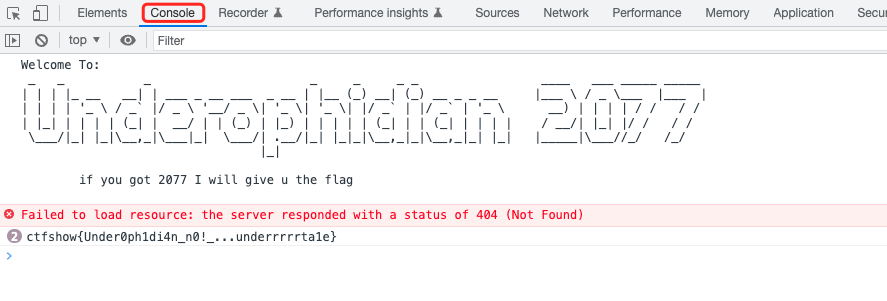 Elements Console Recorder Performance insights Sources Network Performance Memory Application Secu
top Filter
Welcome To:
Underophidian 2077
if you got 2077 I will give u the flag
Failed to load resource: the server responded with a status of 404 (Not Found)
2 ctfshow{Under0ph1di4n_n0!_...underrrrrta1e}
>